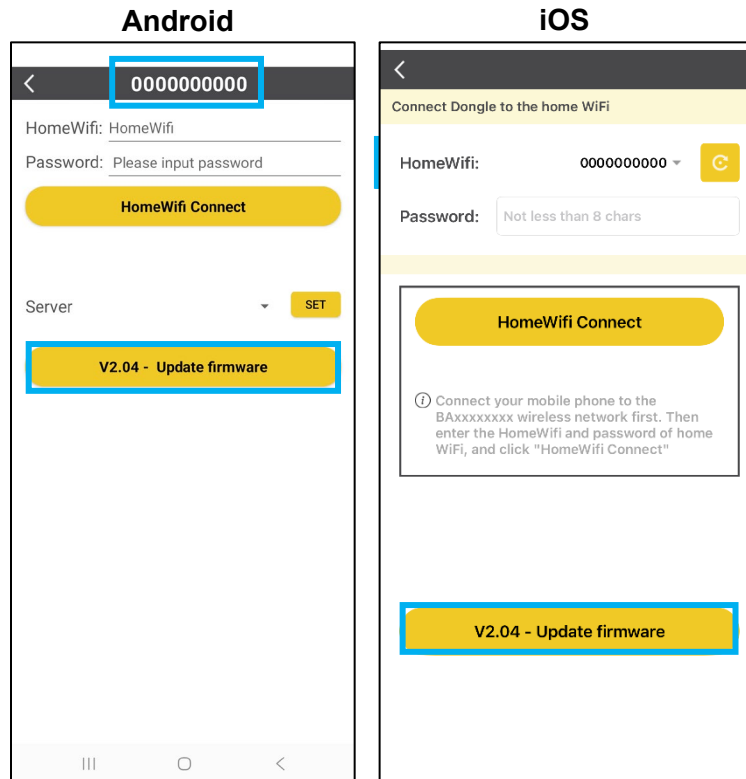 Android
0000000000
HomeWifi: HomeWifi
Password: Please input password
HomeWifi Connect
Server
SET
V2.04 - Update firmware
iOS
Connect Dongle to the home WiFi
HomeWifi: 0000000000
Password: Not less than 8 chars
HomeWifi Connect
Connect your mobile phone to the
BAxxxxxxxx wireless network first. Then
enter the HomeWifi and password of home
WiFi, and click "HomeWifi Connect"
V2.04 - Update firmware